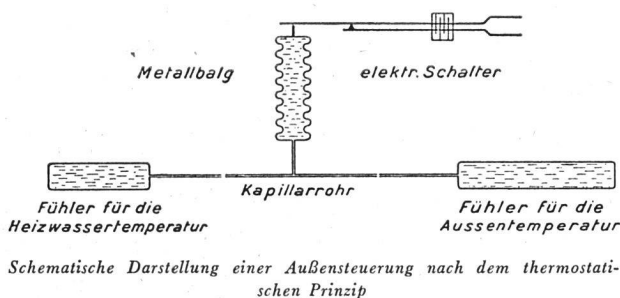 Metallbalg
elektr. Schalter
Kapillarrohr
Fühler für die
Heizwassertemperatur
Fühler für die
Aussentemperatur
Schematische Darstellung einer Außensteuerung nach dem thermostati-
schen Prinzip